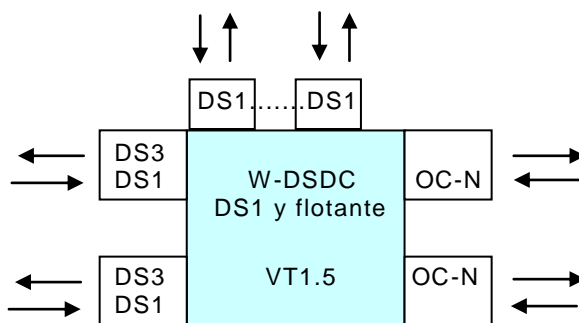 DS1.......DS1
DS3
DS1
W-DSDC
DS1 y flotante
OC-N
DS3
DS1
VT1.5
OC-N